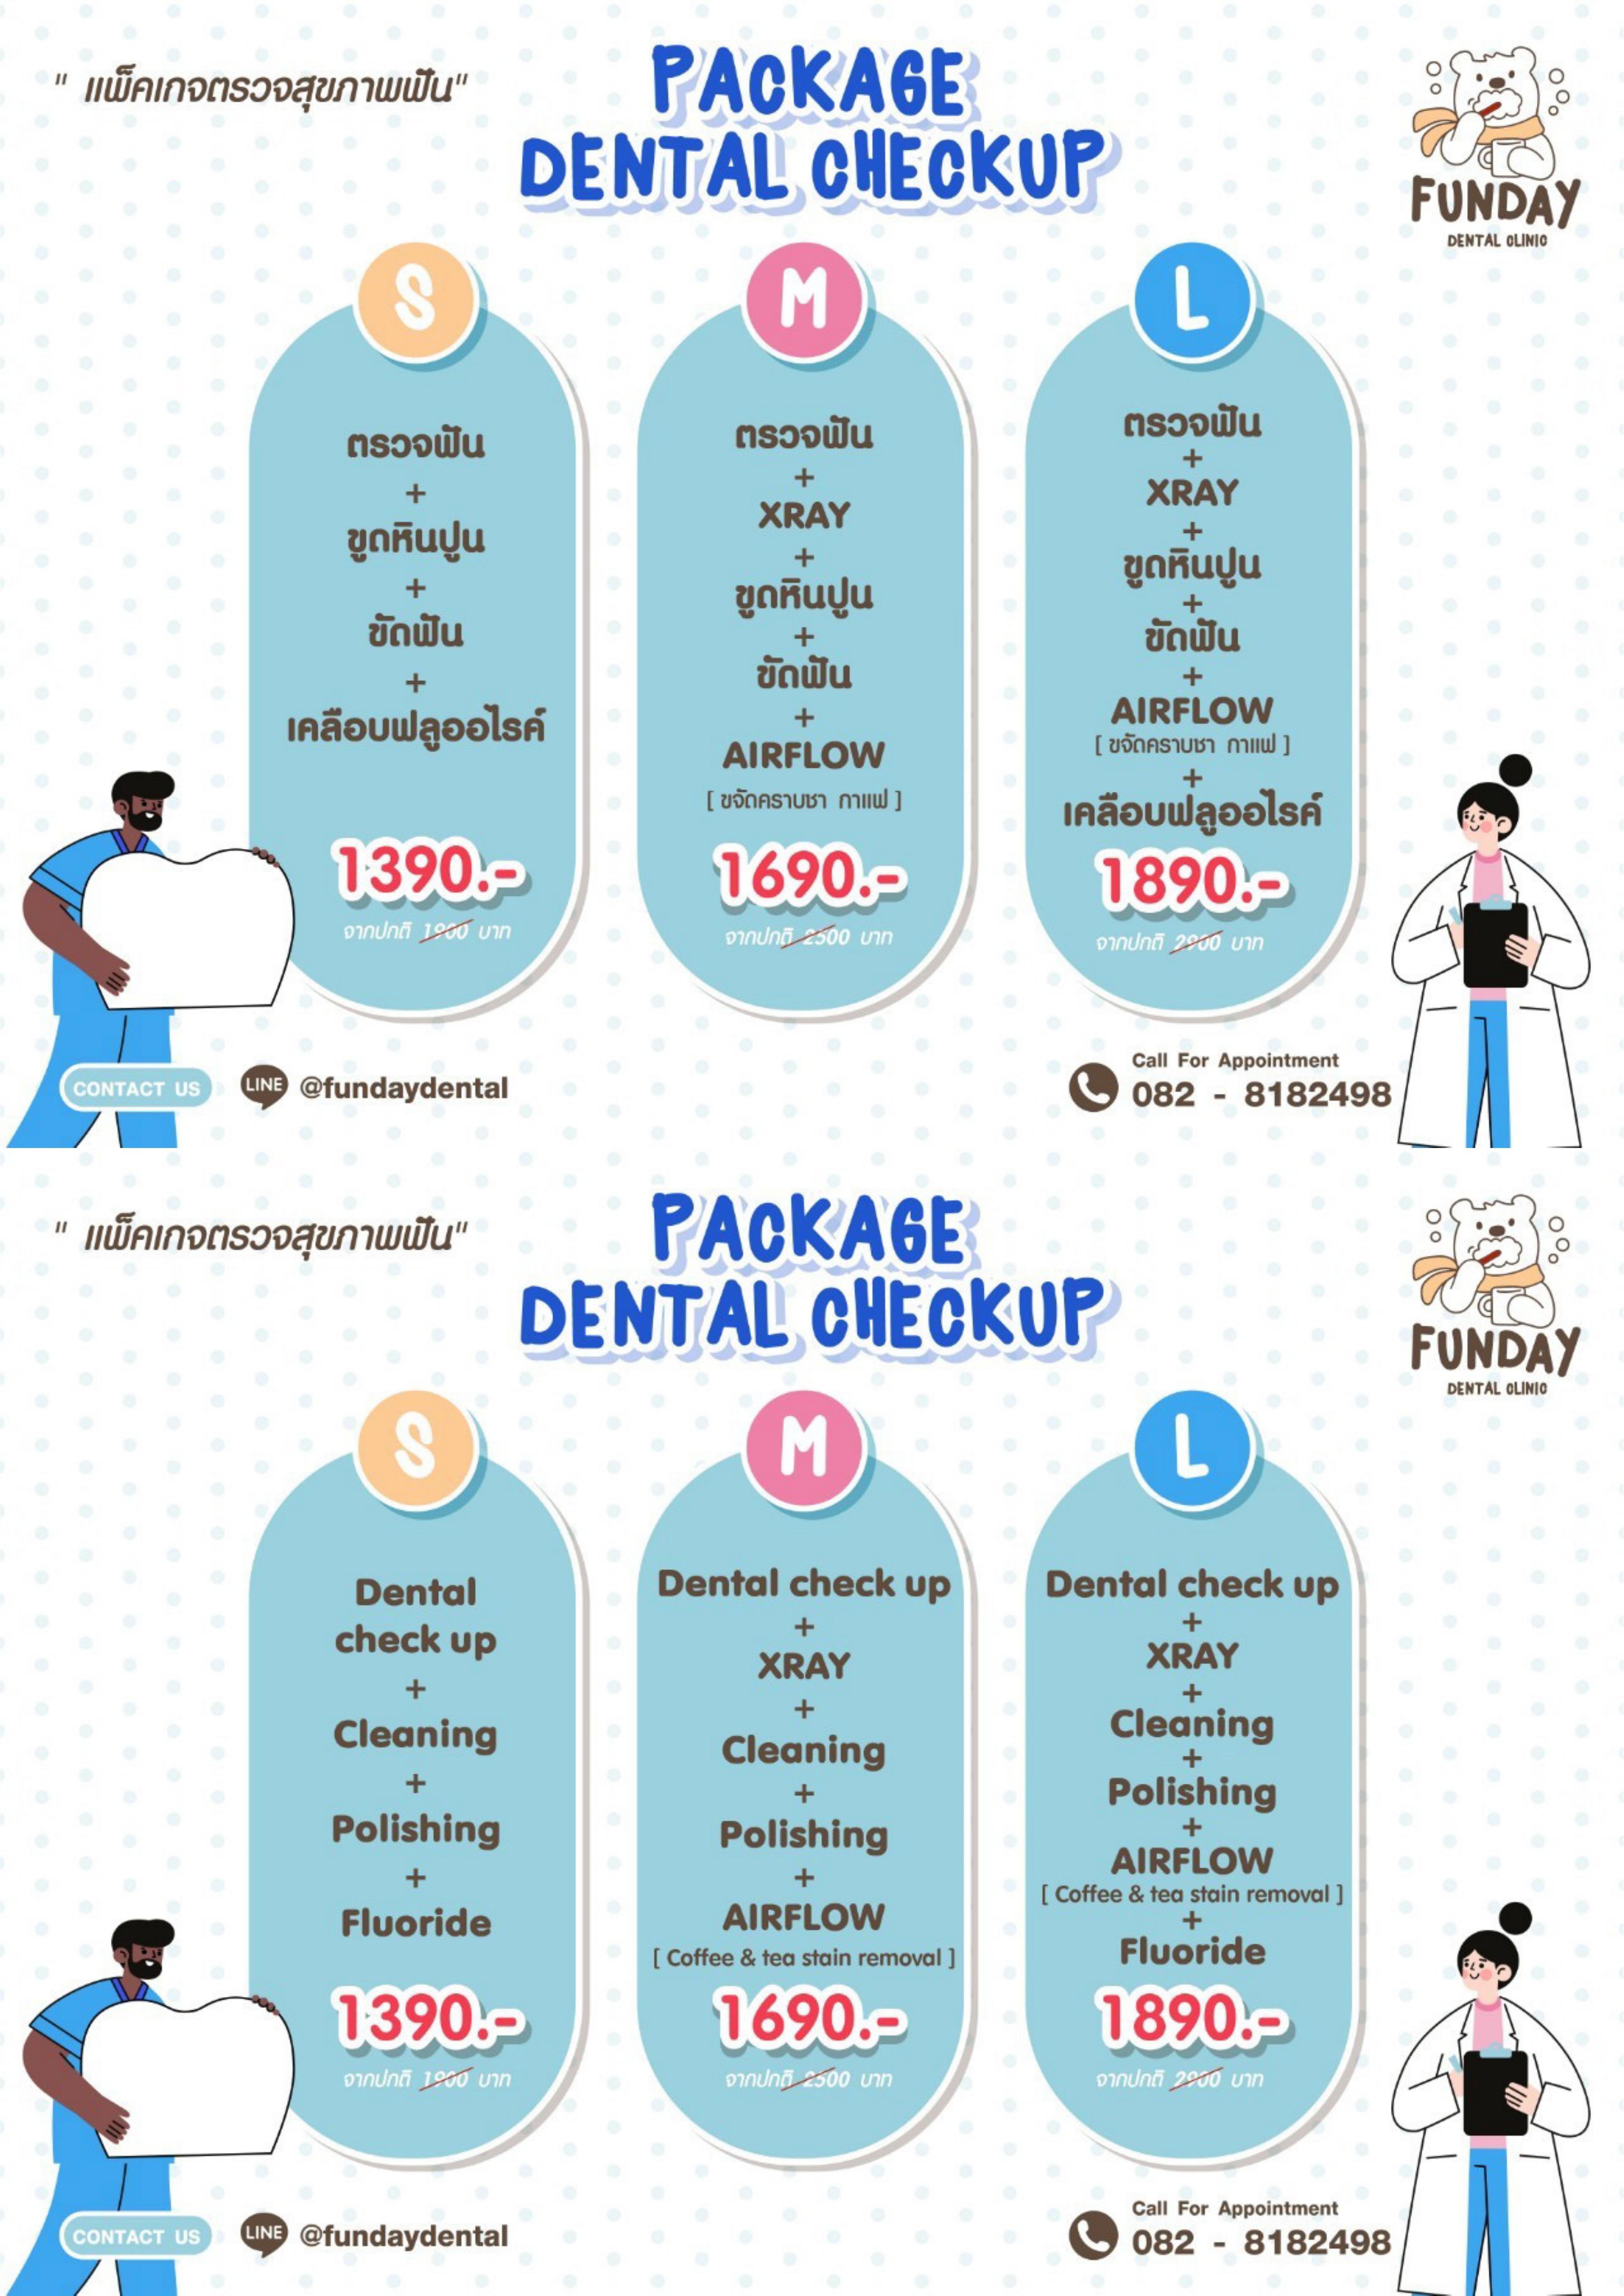 " แพ็คเกจตรวจสุขภาพฟัน"
PACKAGE
DENTAL CHECKUP
FUNDAY
DENTAL CLINIC
S
ตรวจฟัน
+
ขูดหินปูน
+
ขัดฟัน
+
เคลือบฟลูออไรค์
1390.-
จากปกติ 1900 บาท
M
ตรวจฟัน
+
XRAY
+
ขูดหินปูน
+
ขัดฟัน
+
AIRFLOW
[ ขจัดคราบชา กาแฟ ]
1690.-
จากปกติ 2500 บาท
L
ตรวจฟัน
+
XRAY
+
ขูดหินปูน
+
ขัดฟัน
+
AIRFLOW
[ ขจัดคราบชา กาแฟ ]
+
เคลือบฟลูออไรค์
1890.-
จากปกติ 2900 บาท
CONTACT US
LINE @fundaydental
Call For Appointment
082 - 8182498
" แพ็คเกจตรวจสุขภาพฟัน"
PACKAGE
DENTAL CHECKUP
FUNDAY
DENTAL CLINIC
S
Dental
check up
+
Cleaning
+
Polishing
+
Fluoride
1390.-
จากปกติ 1900 บาท
M
Dental check up
+
XRAY
+
Cleaning
+
Polishing
+
AIRFLOW
[ Coffee & tea stain removal ]
1690.-
จากปกติ 2500 บาท
L
Dental check up
+
XRAY
+
Cleaning
+
Polishing
+
AIRFLOW
[ Coffee & tea stain removal ]
+
Fluoride
1890.-
จากปกติ 2900 บาท
CONTACT US
LINE @fundaydental
Call For Appointment
082 - 8182498